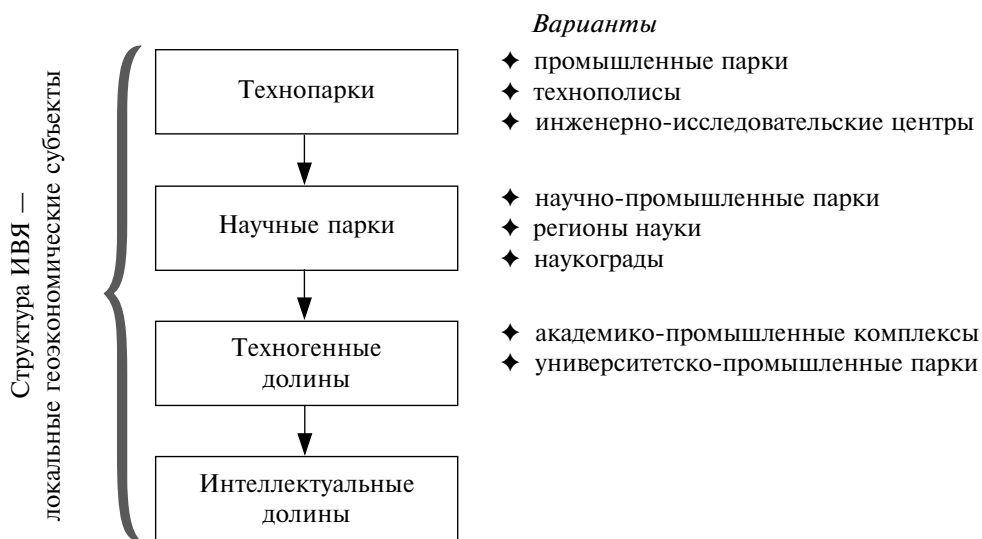 Структура ИВЯ —
локальные геоэкономические субъекты
Варианты
Технопарки
✦ промышленные парки
✦ технополисы
✦ инженерно-исследовательские центры
Научные парки
✦ научно-промышленные парки
✦ регионы науки
✦ наукограды
Техногенные
долины
✦ академико-промышленные комплексы
✦ университетско-промышленные парки
Интеллектуальные
долины